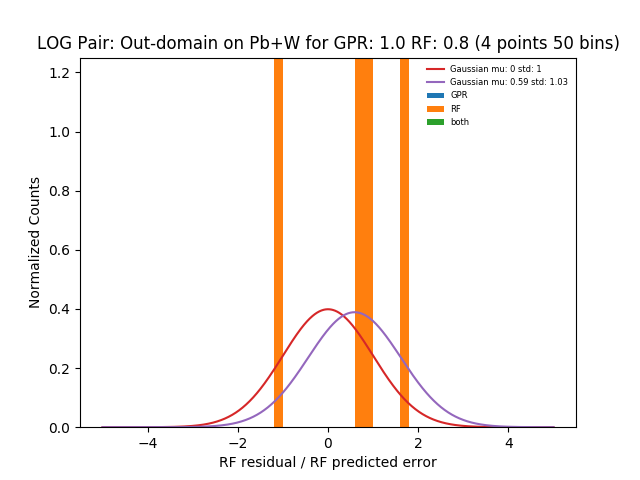 LOG Pair: Out-domain on Pb+W for GPR: 1.0 RF: 0.8 (4 points 50 bins)
Normalized Counts
1.2
1.0
0.8
0.6
0.4
0.2
0.0
Gaussian mu: 0 std: 1
Gaussian mu: 0.59 std: 1.03
GPR
RF
both
−4 −2 0 2 4
RF residual / RF predicted error